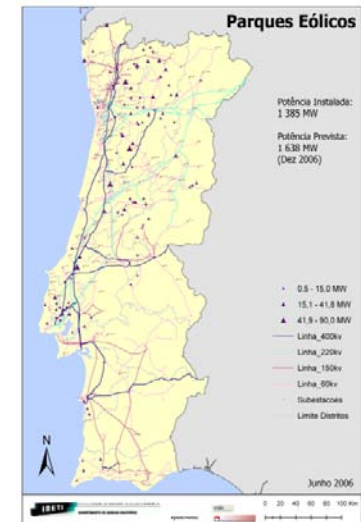 Parques Eólicos
Potência Instalada:
1 385 MW
Potência Prevista:
1 638 MW
(Dez 2006)
0.5 - 15.0 MW
15,1 - 41,8 MW
41,9 - 90,0 MW
Linha_400kv
Linha_220kv
Linha_150kv
Linha_60kv
Subestacoes
Limite Distritos
N
Junho 2006
0 20 40 60 80 100 Km
INETI